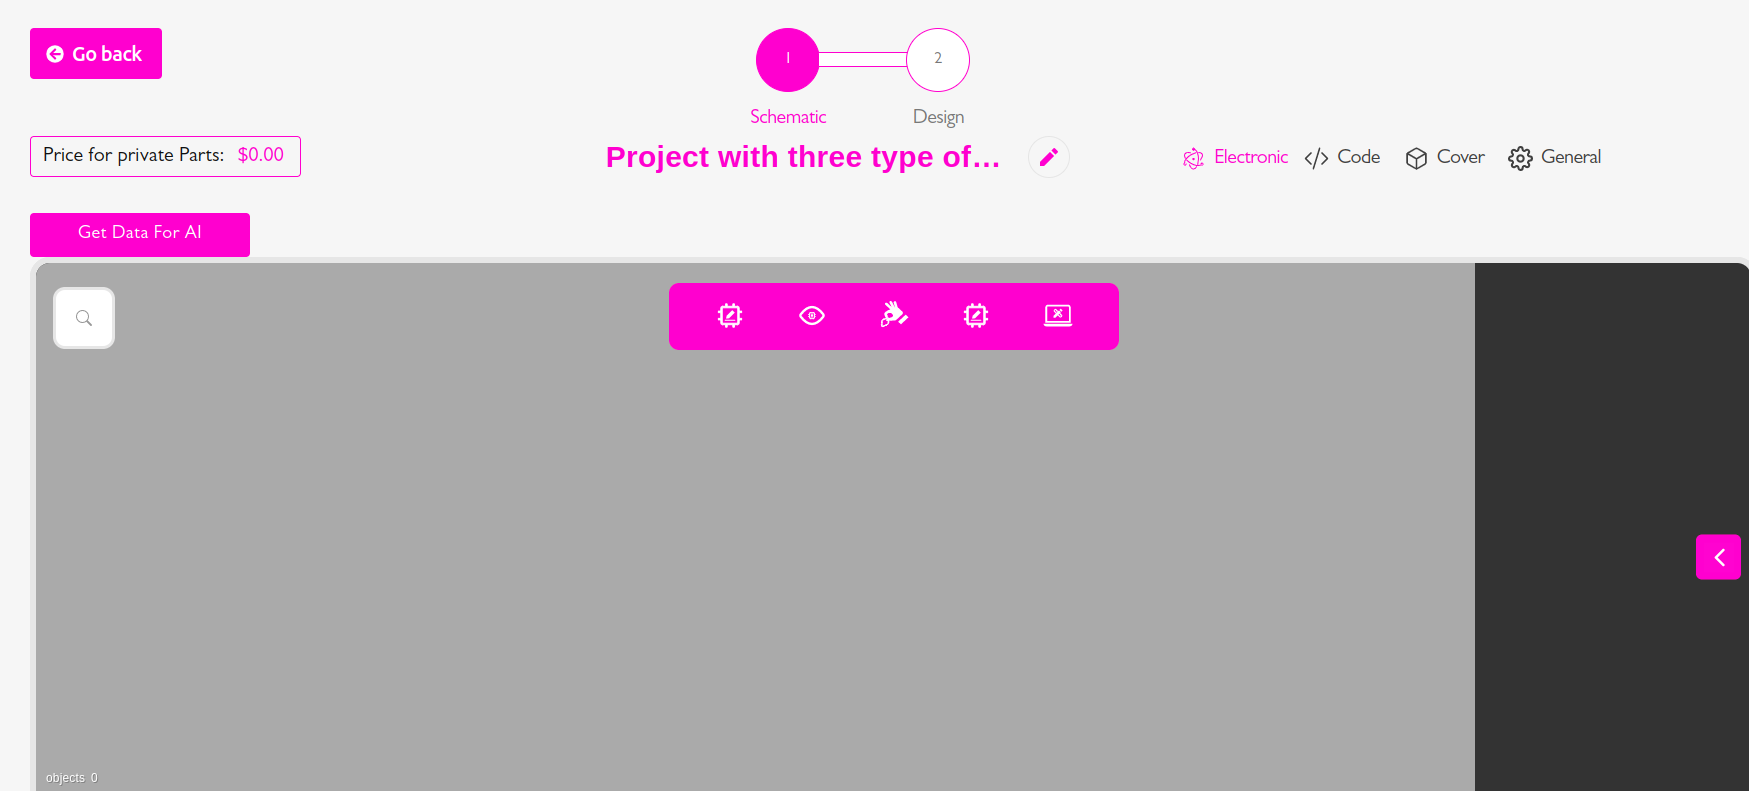 Go back
1
2
Schematic
Design
Price for private Parts: $0.00
Project with three type of...
Electronic
Code
Cover
General
Get Data For AI
objects 0